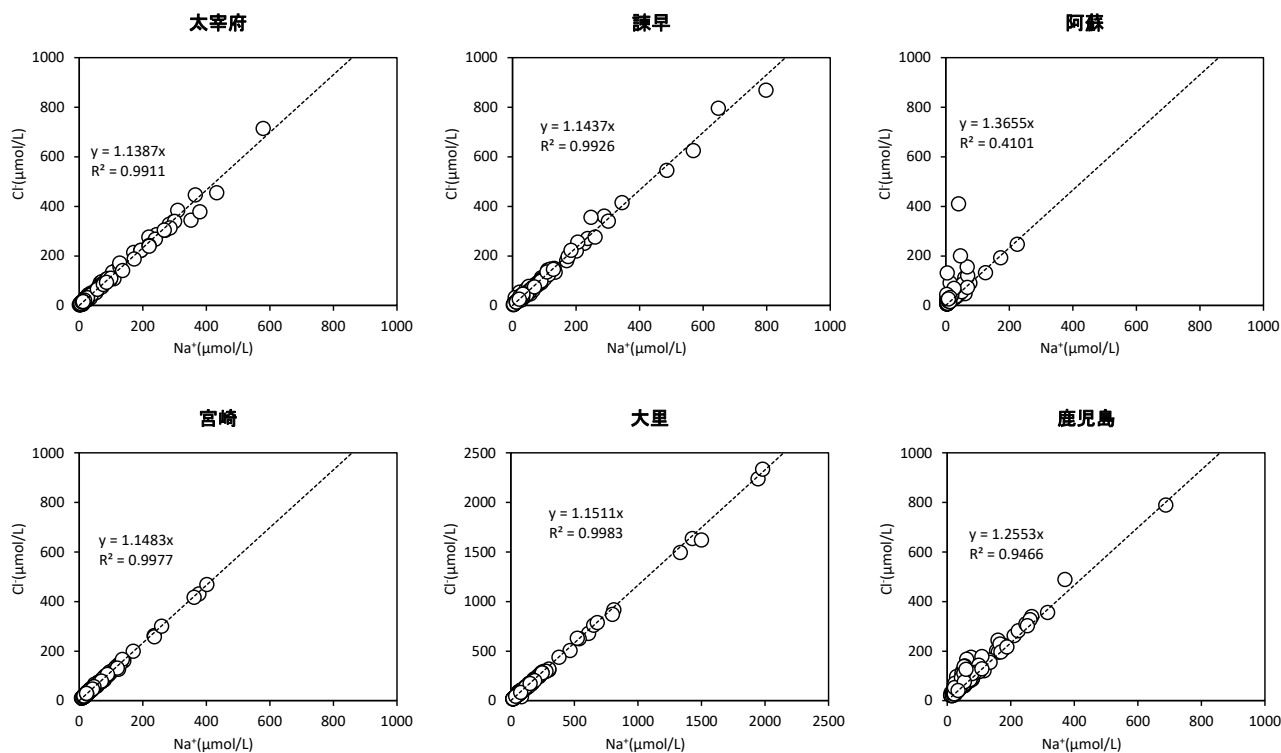 太宰府
1000
800
600
400
200
0
Cl⁻(μmol/L)
y = 1.1387x
R² = 0.9911
0 200 400 600 800 1000
Na⁺(μmol/L)
諫早
1000
800
600
400
200
0
Cl⁻(μmol/L)
y = 1.1437x
R² = 0.9926
0 200 400 600 800 1000
Na⁺(μmol/L)
阿蘇
1000
800
600
400
200
0
Cl⁻(μmol/L)
y = 1.3655x
R² = 0.4101
0 200 400 600 800 1000
Na⁺(μmol/L)
宮崎
1000
800
600
400
200
0
Cl⁻(μmol/L)
y = 1.1483x
R² = 0.9977
0 200 400 600 800 1000
Na⁺(μmol/L)
大里
2500
2000
1500
1000
500
0
Cl⁻(μmol/L)
y = 1.1511x
R² = 0.9983
0 500 1000 1500 2000 2500
Na⁺(μmol/L)
鹿児島
1000
800
600
400
200
0
Cl⁻(μmol/L)
y = 1.2553x
R² = 0.9466
0 200 400 600 800 1000
Na⁺(μmol/L)